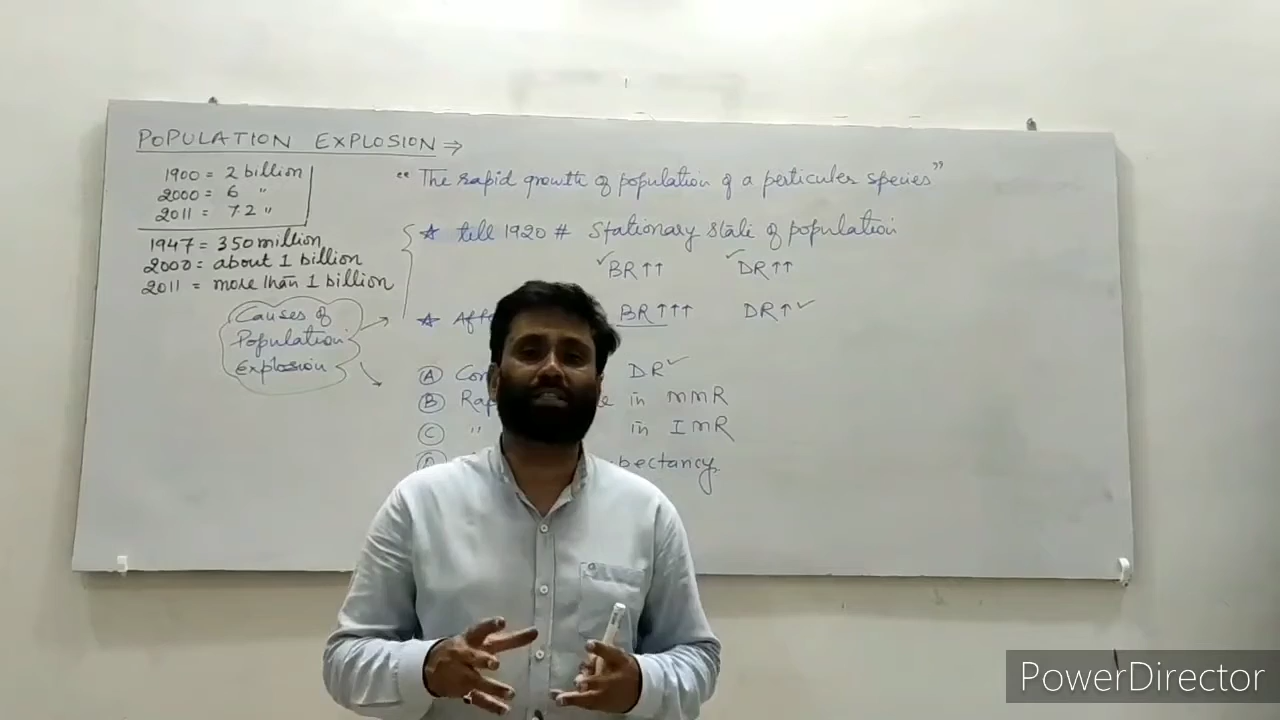 POPULATION EXPLOSION →
1900 = 2 billion
2000 = 6 "
2011 = 7.2 "
1947 = 350 million
2000 = about 1 billion
2011 = more than 1 billion
Causes of
Population
Explosion
"The rapid growth of population of a perticular species"
★ till 1920 # Stationary state of population
✓BR↑↑ ✓DR↑↑
★ BR↑↑↑ DR↑✓
Ⓐ DR✓
Ⓑ in MMR
Ⓒ " in IMR
Ⓓ
PowerDirector